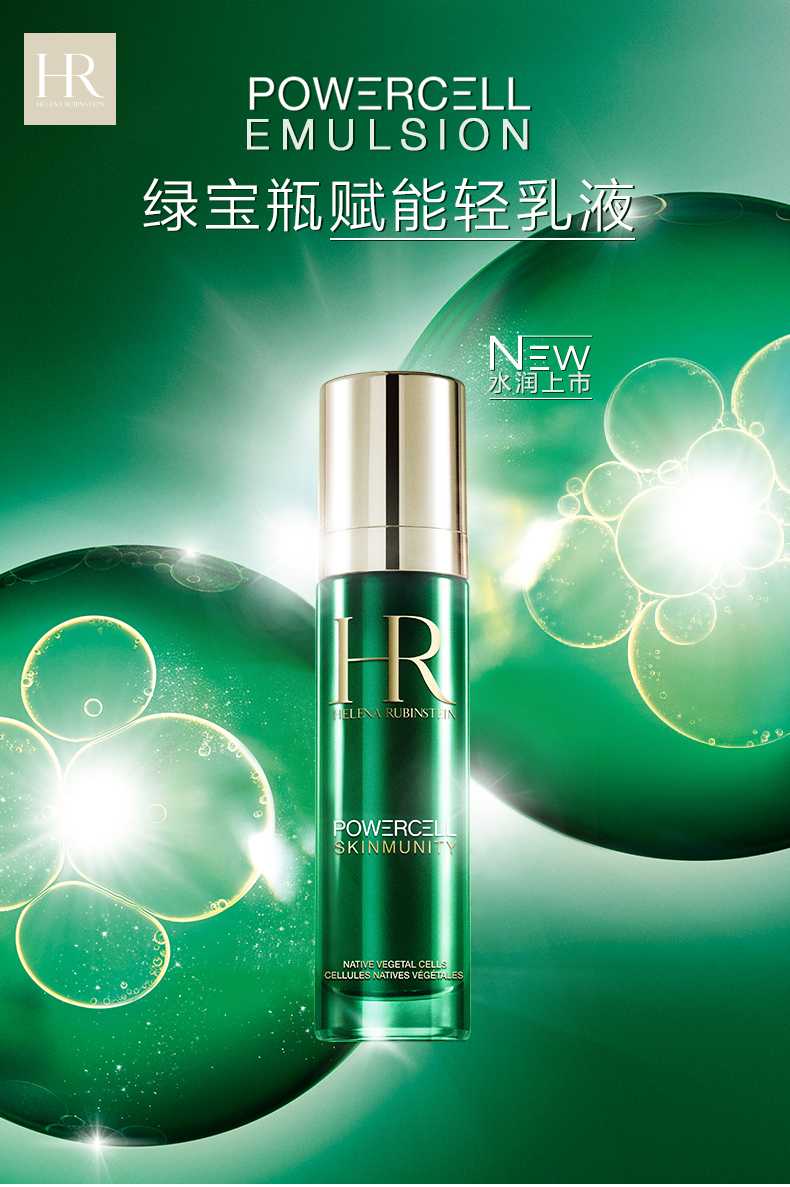 HR
HELENA RUBINSTEIN
POWERCELL
EMULSION
绿宝瓶赋能轻乳液
NEW
水润上市
HR
HELENA RUBINSTEIN
POWERCELL
SKINMUNITY
NATIVE VEGETAL CELLS
CELLULES NATIVES VÉGÉTALES